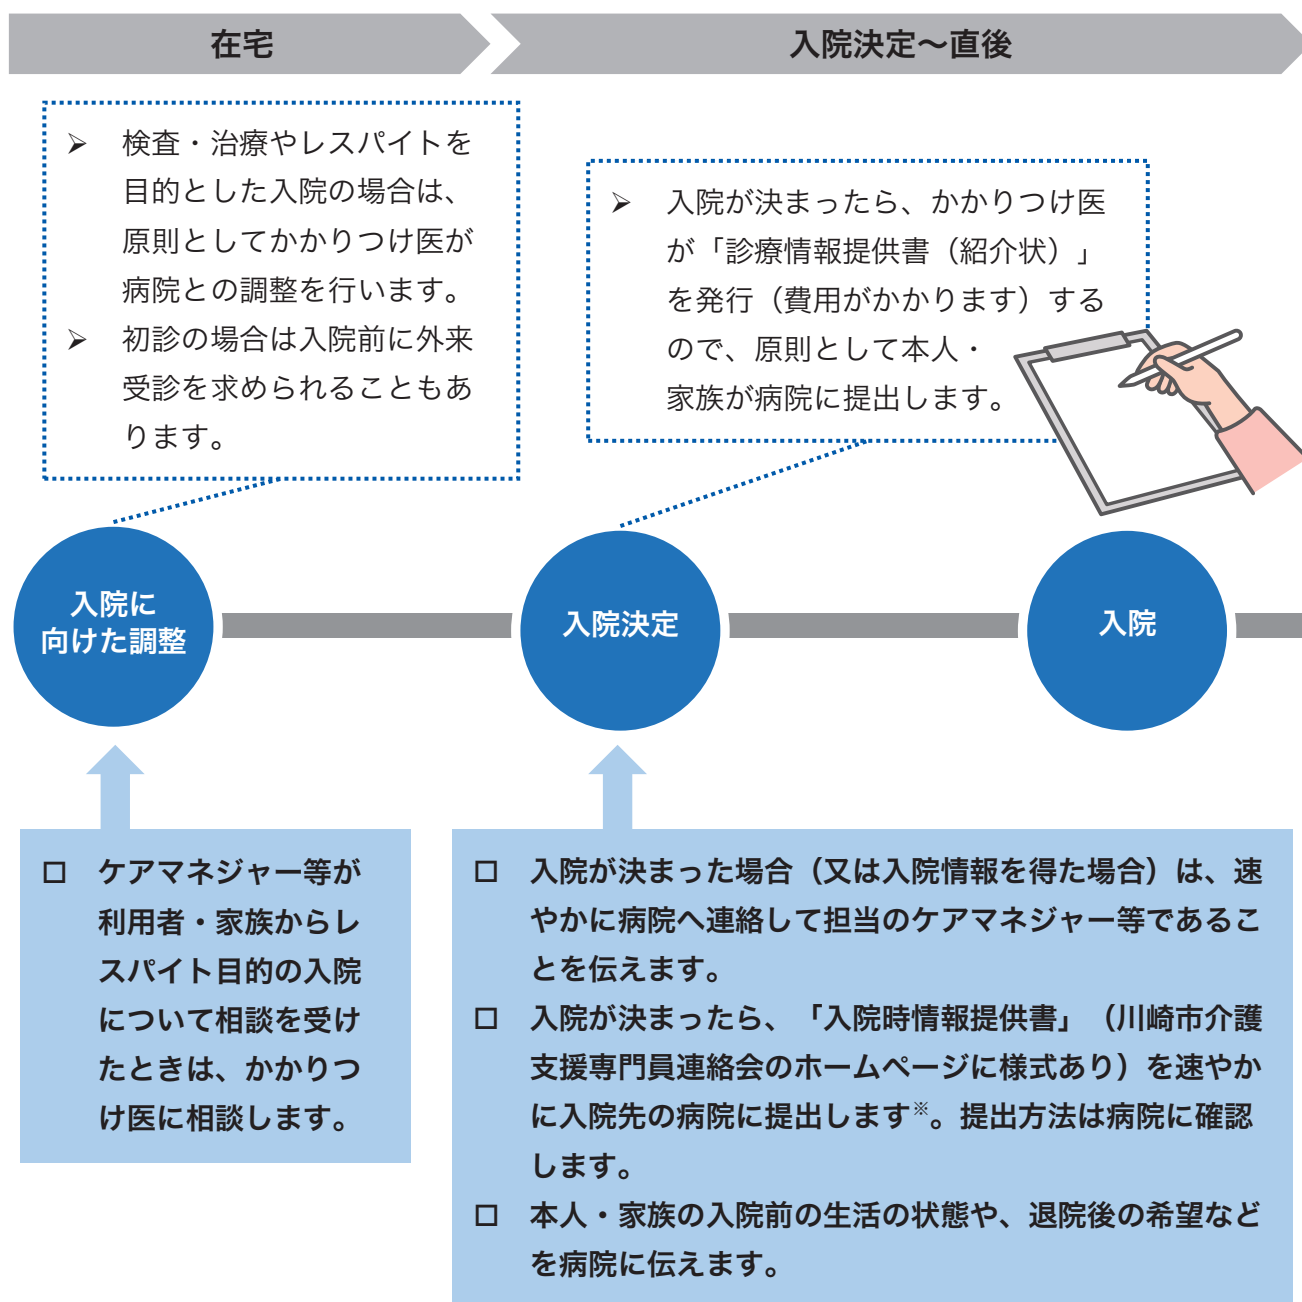 在宅
入院決定～直後
➢ 検査・治療やレスパイトを
目的とした入院の場合は、
原則としてかかりつけ医が
病院との調整を行います。
➢ 初診の場合は入院前に外来
受診を求められることもあ
ります。
➢ 入院が決まったら、かかりつけ医
が「診療情報提供書（紹介状）」
を発行（費用がかかります）する
ので、原則として本人・
家族が病院に提出します。
入院に
向けた調整
入院決定
入院
□ ケアマネジャー等が
利用者・家族からレ
スパイト目的の入院
について相談を受け
たときは、かかりつ
け医に相談します。
□ 入院が決まった場合（又は入院情報を得た場合）は、速
やかに病院へ連絡して担当のケアマネジャー等であるこ
とを伝えます。
□ 入院が決まったら、「入院時情報提供書」（川崎市介護
支援専門員連絡会のホームページに様式あり）を速やか
に入院先の病院に提出します※。提出方法は病院に確認
します。
□ 本人・家族の入院前の生活の状態や、退院後の希望など
を病院に伝えます。